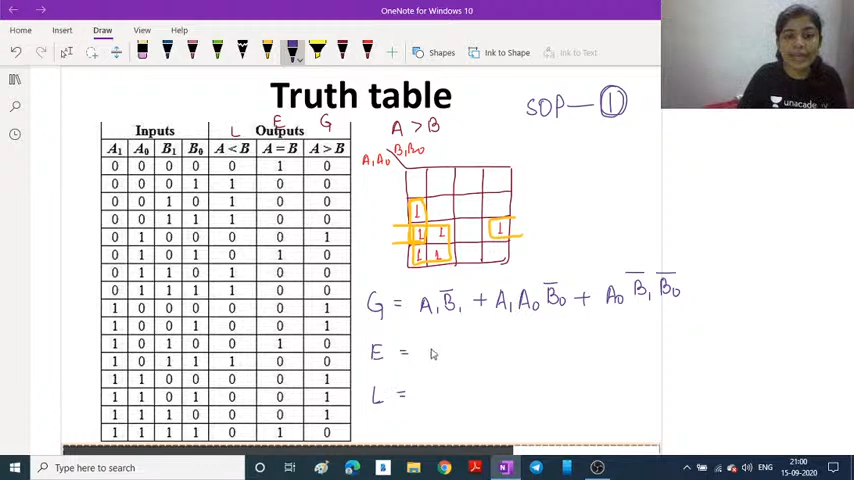 OneNote for Windows 10
Home Insert Draw View Help
Shapes Ink to Shape Ink to Text
Truth table
SOP — 1
unacademy
L E G
Inputs Outputs
A1 A0 B1 B0 A < B A = B A > B
0 0 0 0 0 1 0
0 0 0 1 1 0 0
0 0 1 0 1 0 0
0 0 1 1 1 0 0
0 1 0 0 0 0 1
0 1 0 1 0 1 0
0 1 1 0 1 0 0
0 1 1 1 1 0 0
1 0 0 0 0 0 1
1 0 0 1 0 0 1
1 0 1 0 0 1 0
1 0 1 1 1 0 0
1 1 0 0 0 0 1
1 1 0 1 0 0 1
1 1 1 0 0 0 1
1 1 1 1 0 1 0
A > B
B1B0
A1A0
1
1 1 1
1 1
G = A1B̅1 + A1A0B̅0 + A0B̅1B̅0
E =
L =
Type here to search
ENG
21:00
15-09-2020